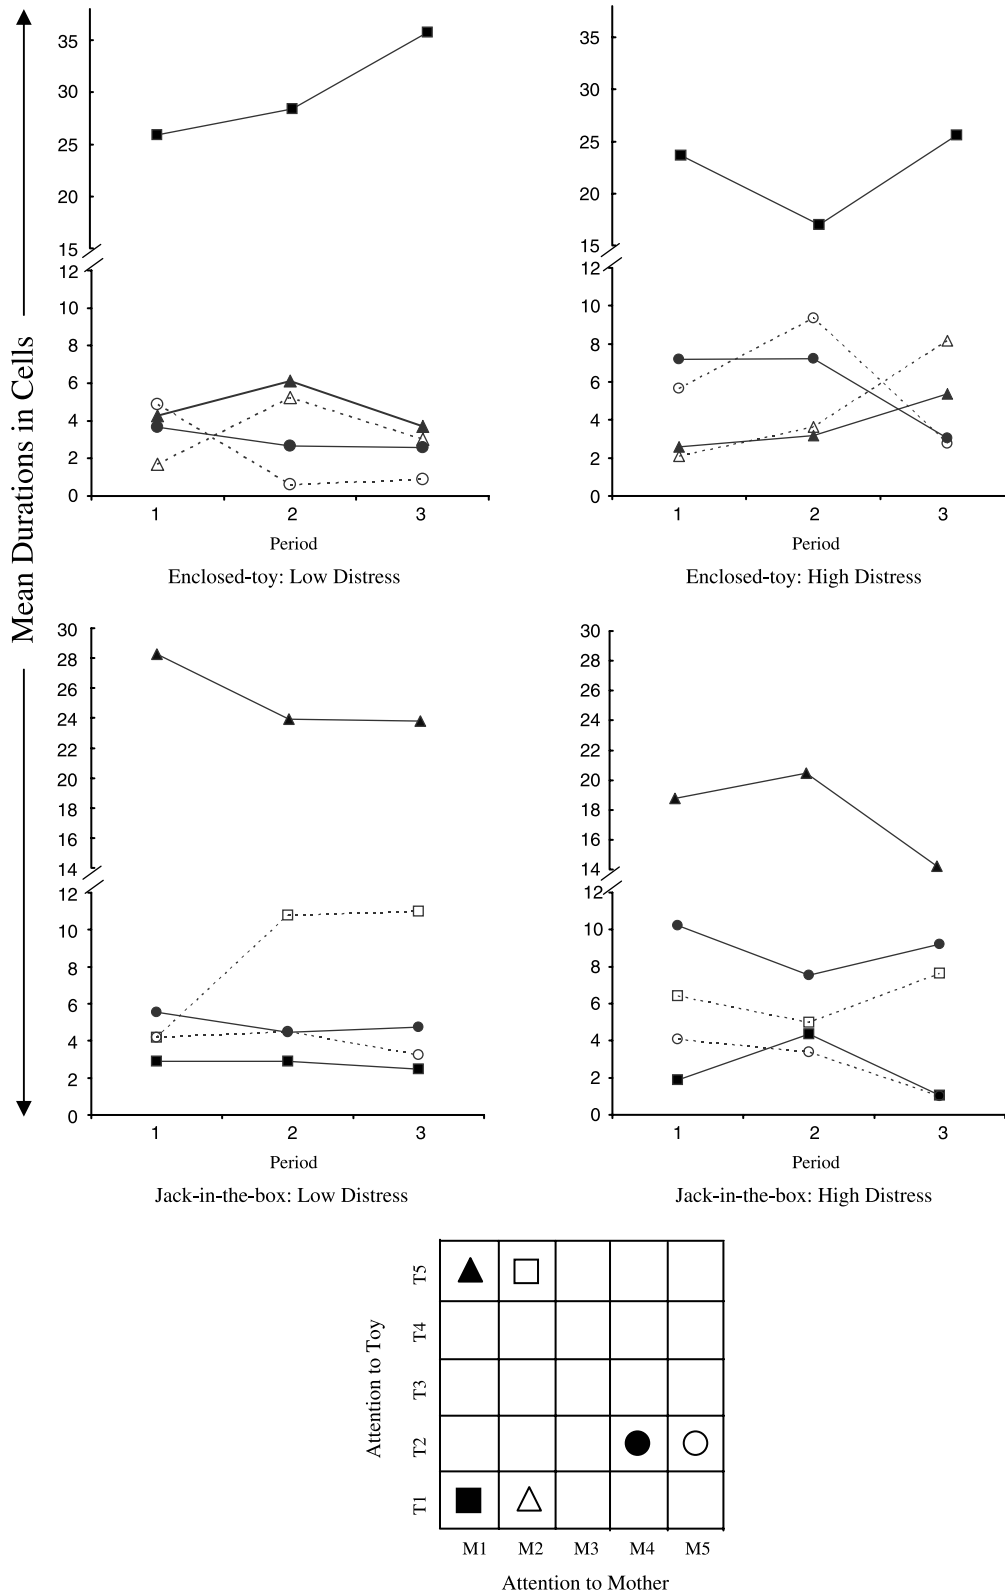 Mean Durations in Cells
35
30
25
20
15
12
10
8
6
4
2
0
1 2 3
Period
Enclosed-toy: Low Distress
35
30
25
20
15
12
10
8
6
4
2
0
1 2 3
Period
Enclosed-toy: High Distress
30
28
26
24
22
20
18
16
14
12
10
8
6
4
2
0
1 2 3
Period
Jack-in-the-box: Low Distress
30
28
26
24
22
20
18
16
14
12
10
8
6
4
2
0
1 2 3
Period
Jack-in-the-box: High Distress
Attention to Toy
T5
T4
T3
T2
T1
M1 M2 M3 M4 M5
Attention to Mother